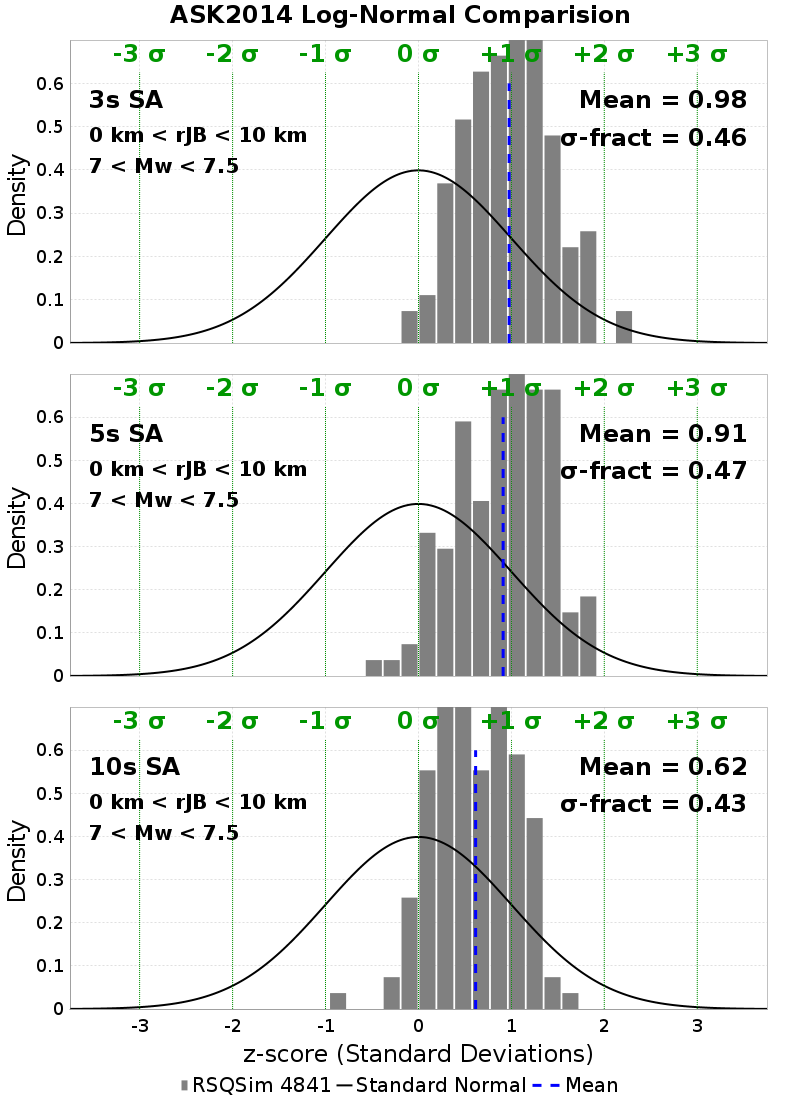 ASK2014 Log-Normal Comparision
-3 σ -2 σ -1 σ 0 σ +1 σ +2 σ +3 σ
3s SA
0 km < rJB < 10 km
7 < Mw < 7.5
Mean = 0.98
σ-fract = 0.46
Density
0.6
0.5
0.4
0.3
0.2
0.1
0
-3 σ -2 σ -1 σ 0 σ +1 σ +2 σ +3 σ
5s SA
0 km < rJB < 10 km
7 < Mw < 7.5
Mean = 0.91
σ-fract = 0.47
Density
0.6
0.5
0.4
0.3
0.2
0.1
0
-3 σ -2 σ -1 σ 0 σ +1 σ +2 σ +3 σ
10s SA
0 km < rJB < 10 km
7 < Mw < 7.5
Mean = 0.62
σ-fract = 0.43
Density
0.6
0.5
0.4
0.3
0.2
0.1
0
-3 -2 -1 0 1 2 3
z-score (Standard Deviations)
RSQSim 4841 Standard Normal Mean